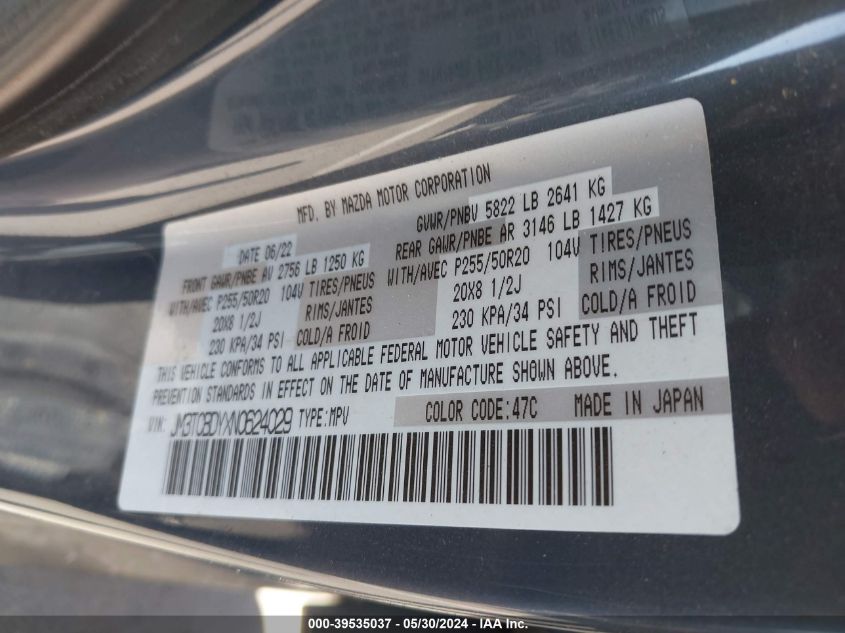 MFD. BY MAZDA MOTOR CORPORATION
DATE 06/22 GVWR/PNBV 5822 LB 2641 KG
FRONT GAWR/PNBE AV 2756 LB 1250 KG REAR GAWR/PNBE AR 3146 LB 1427 KG
WITH/AVEC P255/50R20 104V TIRES/PNEUS WITH/AVEC P255/50R20 104V TIRES/PNEUS
20X8 1/2J RIMS/JANTES 20X8 1/2J RIMS/JANTES
230 KPA/34 PSI COLD/A FROID 230 KPA/34 PSI COLD/A FROID
THIS VEHICLE CONFORMS TO ALL APPLICABLE FEDERAL MOTOR VEHICLE SAFETY AND THEFT
PREVENTION STANDARDS IN EFFECT ON THE DATE OF MANUFACTURE SHOWN ABOVE.
VIN: JM3TCBDYXN0624029 TYPE:MPV COLOR CODE:47C MADE IN JAPAN
000-39535037 - 05/30/2024 - IAA Inc.